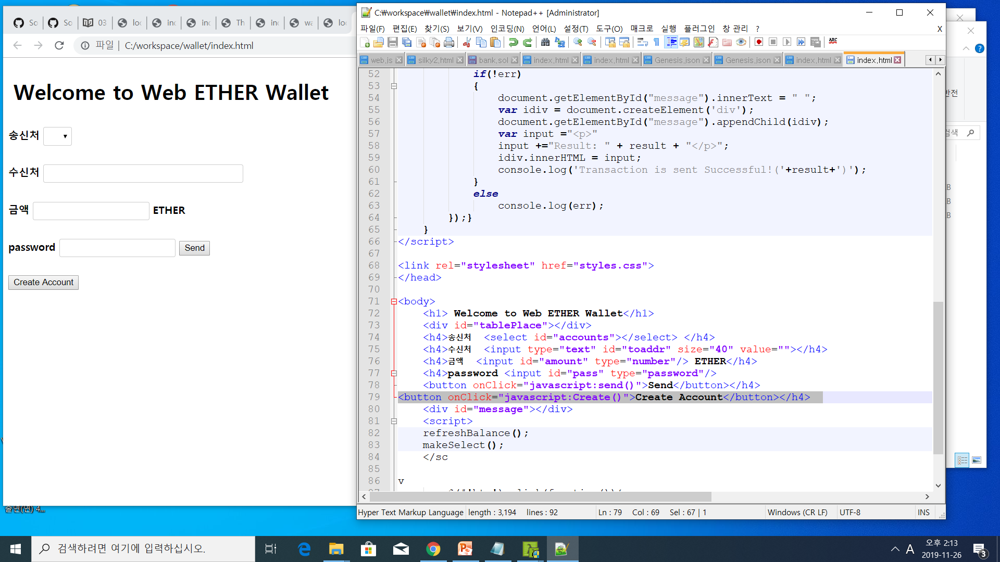 So
So
03
loc
inc
inc
Th
inc
wa
loc
파일 | C:/workspace/wallet/index.html
Welcome to Web ETHER Wallet
송신처
수신처
금액 ETHER
password Send
Create Account
C:₩workspace₩wallet₩index.html - Notepad++ [Administrator]
파일(F) 편집(E) 찾기(S) 보기(V) 인코딩(N) 언어(L) 설정(T) 도구(O) 매크로 실행 플러그인 창 관리 ? X
web.js silky2.html bank.sol index.html index.html Genesis.json Genesis.json index.html index.html
52 if(!err)
53 {
54 document.getElementById("message").innerText = " ";
55 var idiv = document.createElement('div');
56 document.getElementById("message").appendChild(idiv);
57 var input ="<p>"
58 input +="Result: " + result + "</p>";
59 idiv.innerHTML = input;
60 console.log('Transaction is sent Successful!('+result+')');
61 }
62 else
63 console.log(err);
64 });}
65 }
66 </script>
67
68 <link rel="stylesheet" href="styles.css">
69 </head>
70
71 <body>
72 <h1> Welcome to Web ETHER Wallet</h1>
73 <div id="tablePlace"></div>
74 <h4>송신처 <select id="accounts"></select> </h4>
75 <h4>수신처 <input type="text" id="toaddr" size="40" value=""></h4>
76 <h4>금액 <input id="amount" type="number"/> ETHER</h4>
77 <h4>password <input id="pass" type="password"/>
78 <button onClick="javascript:send()">Send</button></h4>
79 <button onClick="javascript:Create()">Create Account</button></h4>
80 <div id="message"></div>
81 <script>
82 refreshBalance();
83 makeSelect();
84 </sc
85
86 v
Hyper Text Markup Language length : 3,194 lines : 92 Ln : 79 Col : 69 Sel : 67 | 1 Windows (CR LF) UTF-8 INS
반전
검색
B
B
B
출연(연) 4...
검색하려면 여기에 입력하십시오.
A
오후 2:13
2019-11-26
3